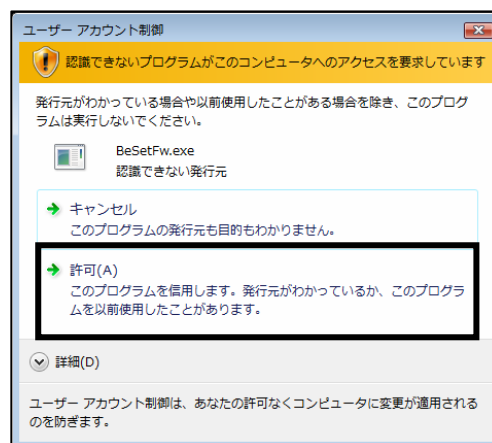 ユーザー アカウント制御
認識できないプログラムがこのコンピュータへのアクセスを要求しています
発行元がわかっている場合や以前使用したことがある場合を除き、このプログ
ラムは実行しないでください。
BeSetFw.exe
認識できない発行元
キャンセル
このプログラムの発行元も目的もわかりません。
許可(A)
このプログラムを信用します。発行元がわかっているか、このプログラ
ムを以前使用したことがあります。
詳細(D)
ユーザー アカウント制御は、あなたの許可なくコンピュータに変更が適用される
のを防ぎます。